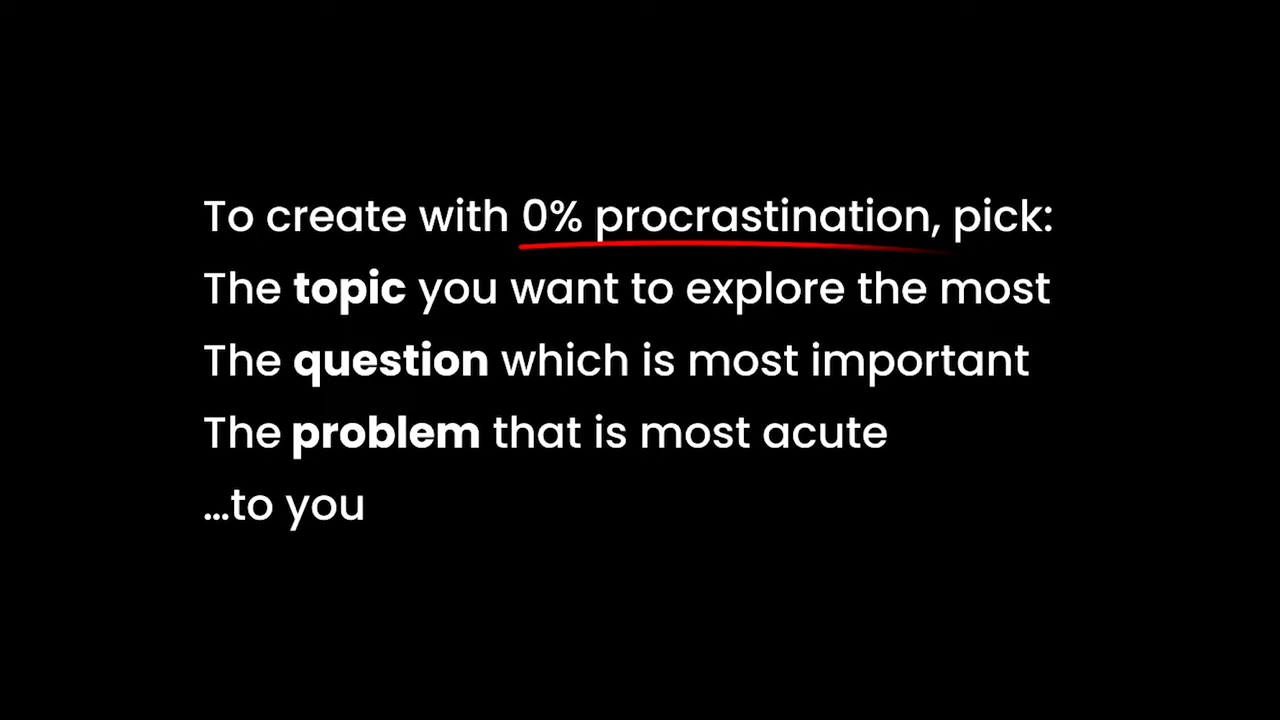 To create with 0% procrastination, pick:
The topic you want to explore the most
The question which is most important
The problem that is most acute
...to you